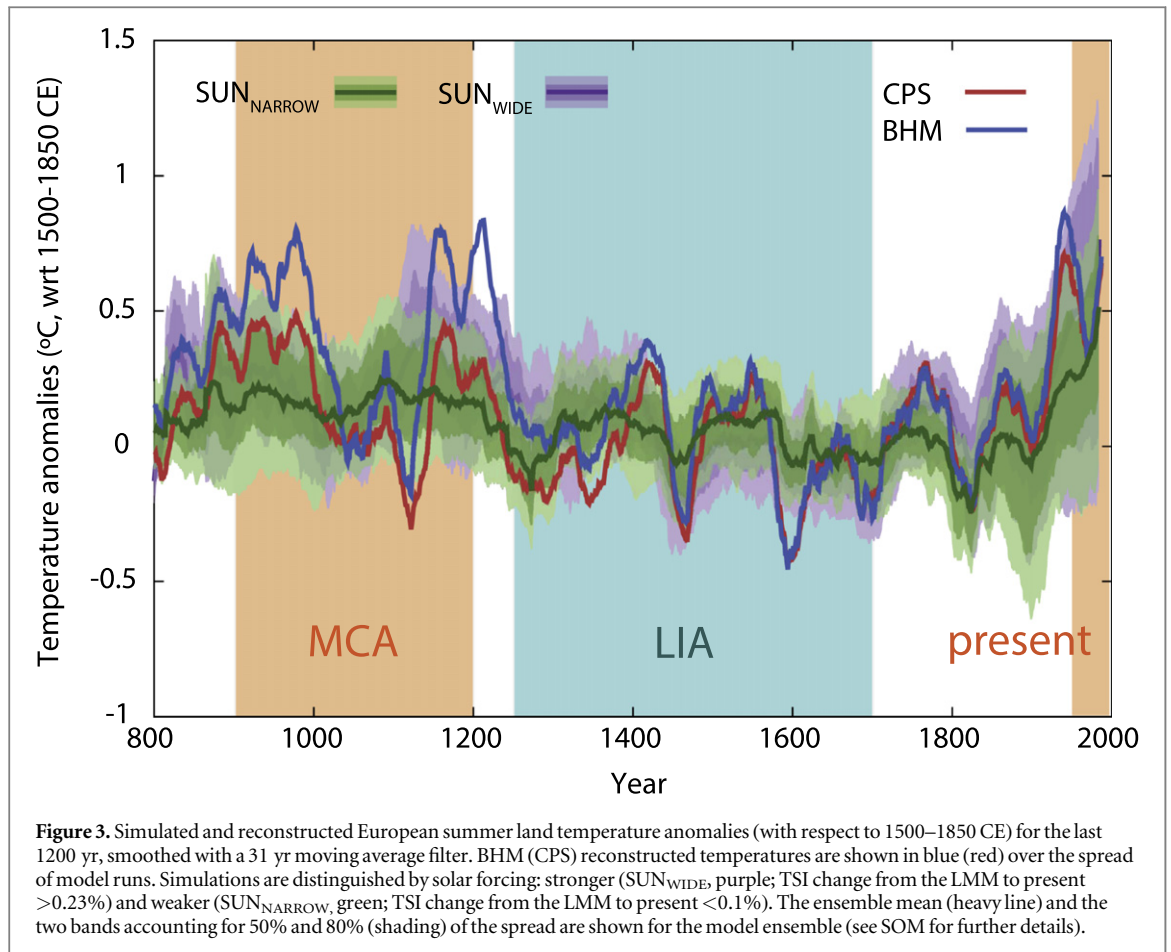 1.5
SUNNARROW SUNWIDE CPS
BHM
1
0.5
0
-0.5
-1
Temperature anomalies (ºC, wrt 1500-1850 CE)
MCA LIA present
800 1000 1200 1400 1600 1800 2000
Year
Figure 3. Simulated and reconstructed European summer land temperature anomalies (with respect to 1500–1850 CE) for the last
1200 yr, smoothed with a 31 yr moving average filter. BHM (CPS) reconstructed temperatures are shown in blue (red) over the spread
of model runs. Simulations are distinguished by solar forcing: stronger (SUNWIDE, purple; TSI change from the LMM to present
>0.23%) and weaker (SUNNARROW, green; TSI change from the LMM to present <0.1%). The ensemble mean (heavy line) and the
two bands accounting for 50% and 80% (shading) of the spread are shown for the model ensemble (see SOM for further details).